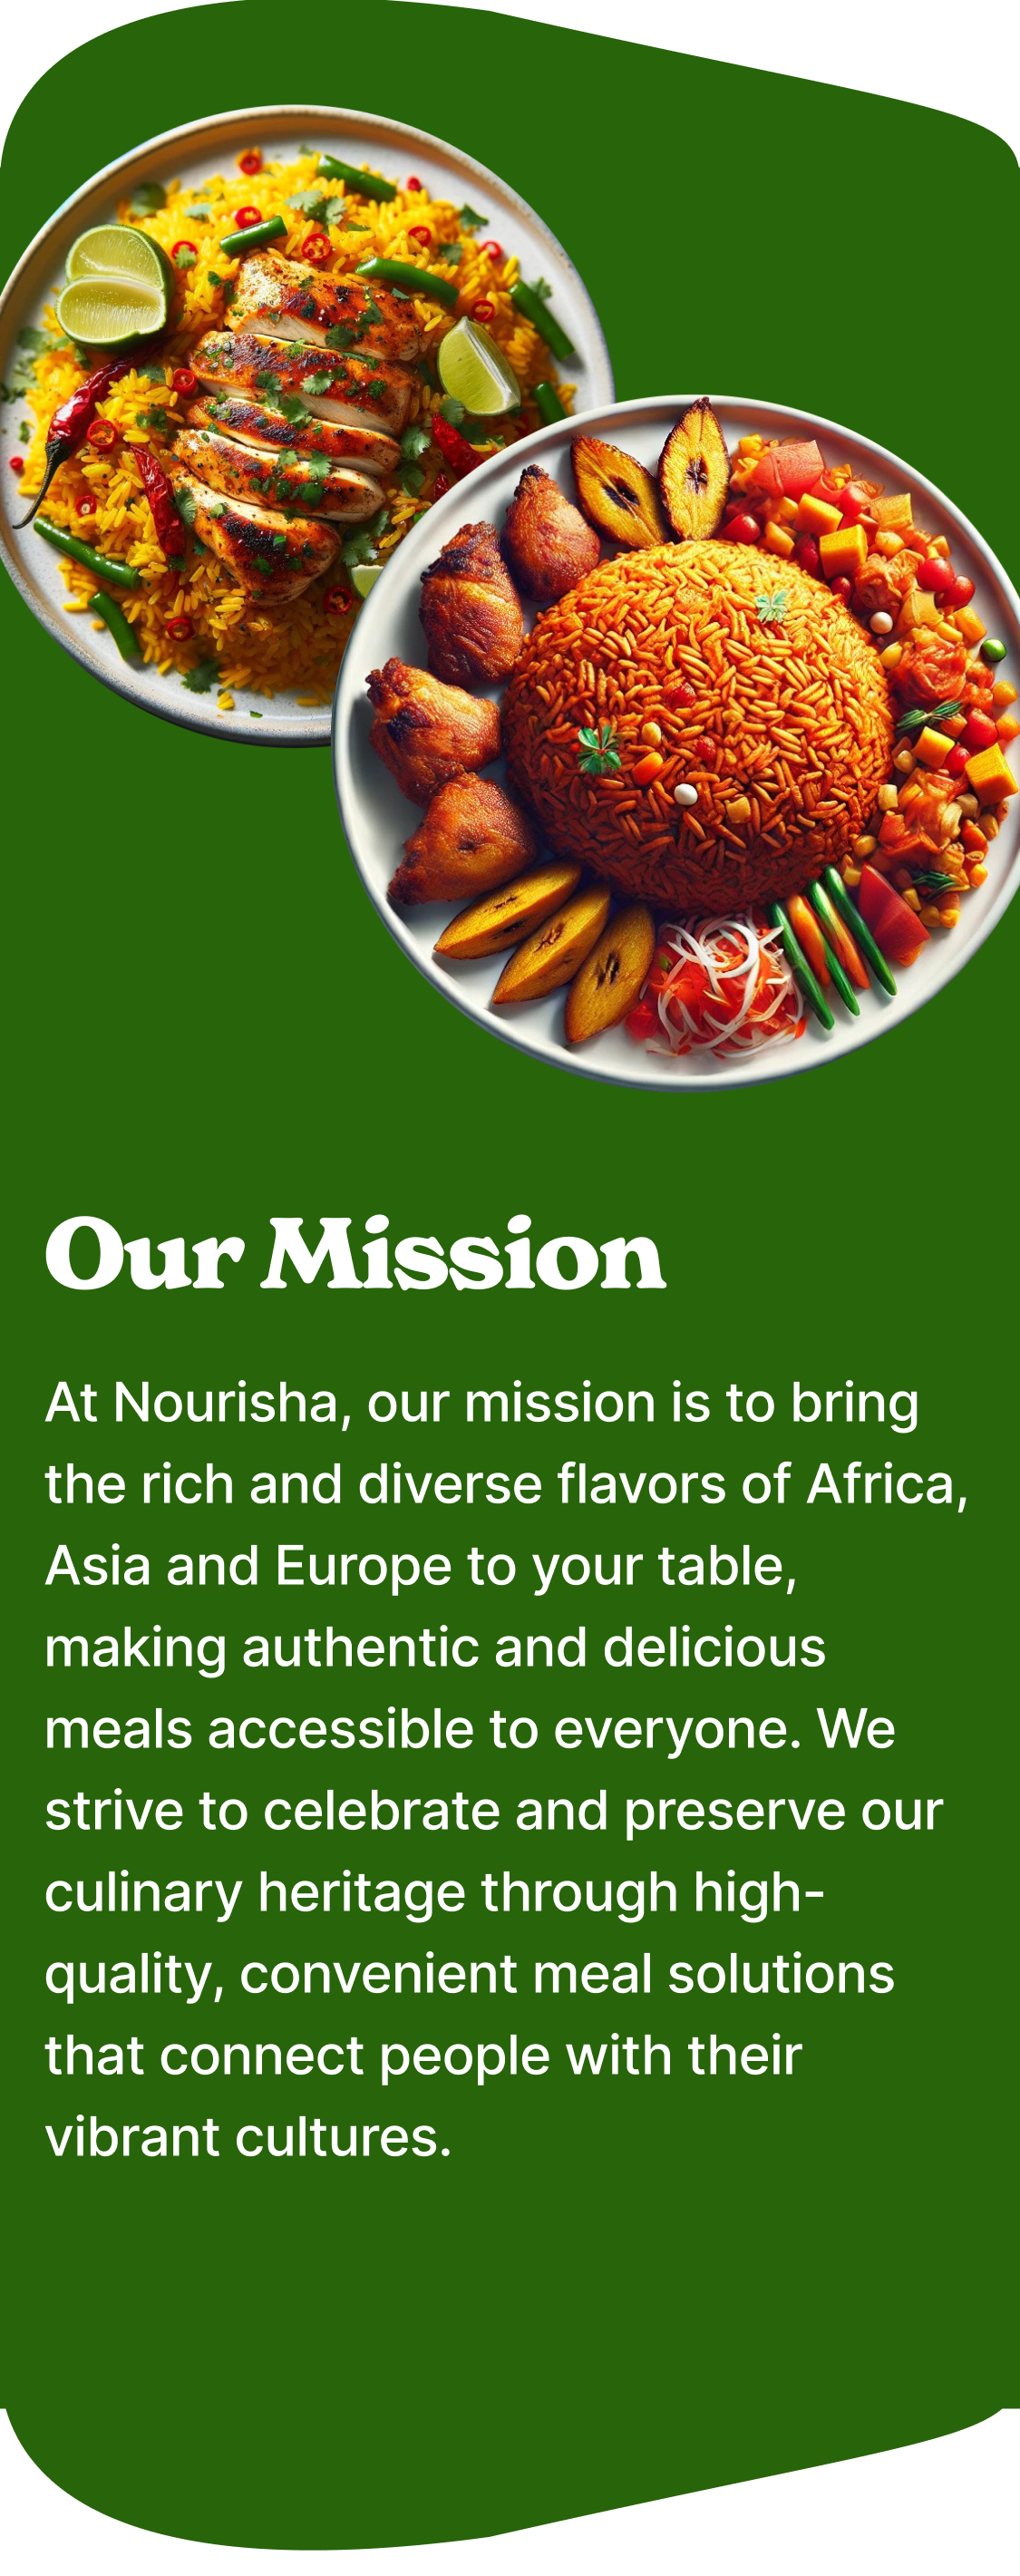 Our Mission
At Nourisha, our mission is to bring
the rich and diverse flavors of Africa,
Asia and Europe to your table,
making authentic and delicious
meals accessible to everyone. We
strive to celebrate and preserve our
culinary heritage through high-
quality, convenient meal solutions
that connect people with their
vibrant cultures.